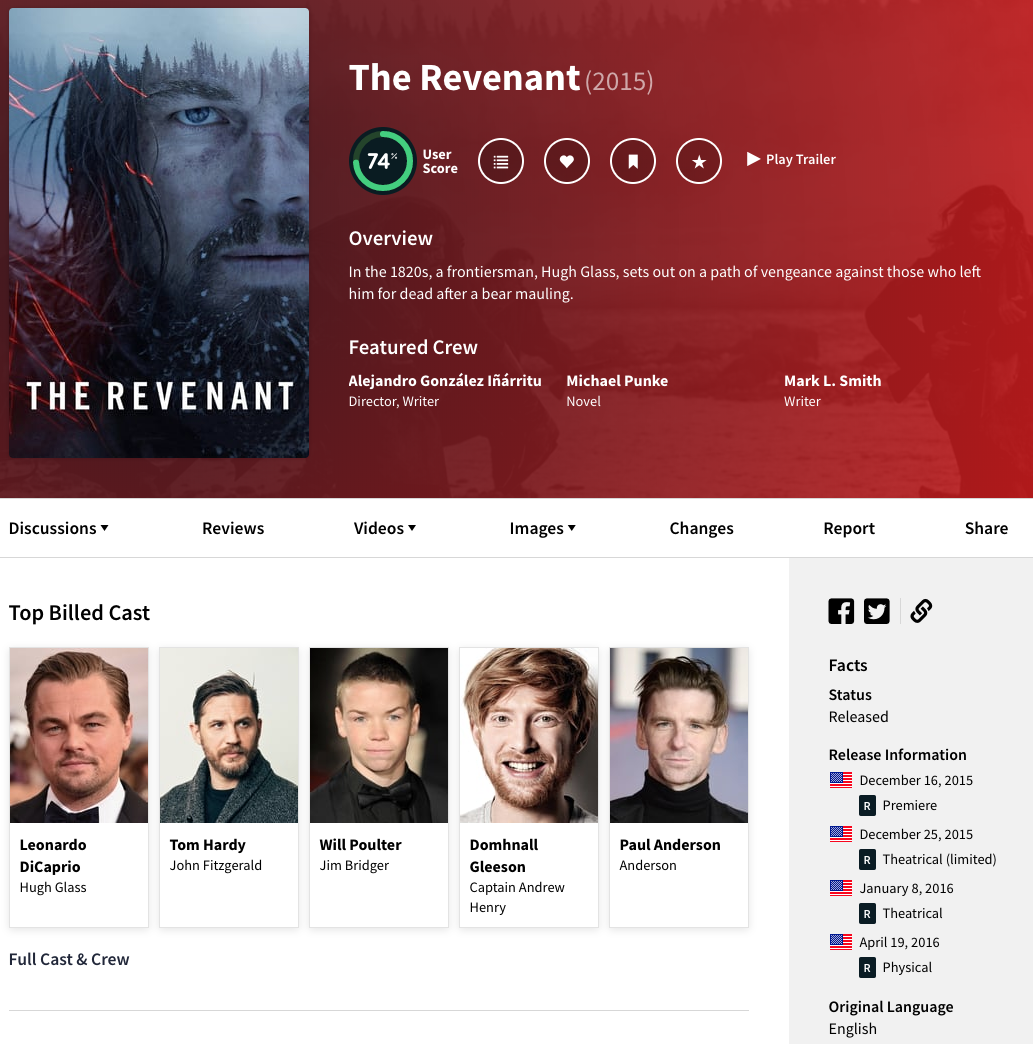 THE REVENANT
The Revenant (2015)
74%
User
Score
Play Trailer
Overview
In the 1820s, a frontiersman, Hugh Glass, sets out on a path of vengeance against those who left
him for dead after a bear mauling.
Featured Crew
Alejandro González Iñárritu
Director, Writer
Michael Punke
Novel
Mark L. Smith
Writer
Discussions Reviews Videos Images Changes Report Share
Top Billed Cast
Leonardo
DiCaprio
Hugh Glass
Tom Hardy
John Fitzgerald
Will Poulter
Jim Bridger
Domhnall
Gleeson
Captain Andrew
Henry
Paul Anderson
Anderson
Full Cast & Crew
Facts
Status
Released
Release Information
December 16, 2015
R Premiere
December 25, 2015
R Theatrical (limited)
January 8, 2016
R Theatrical
April 19, 2016
R Physical
Original Language
English